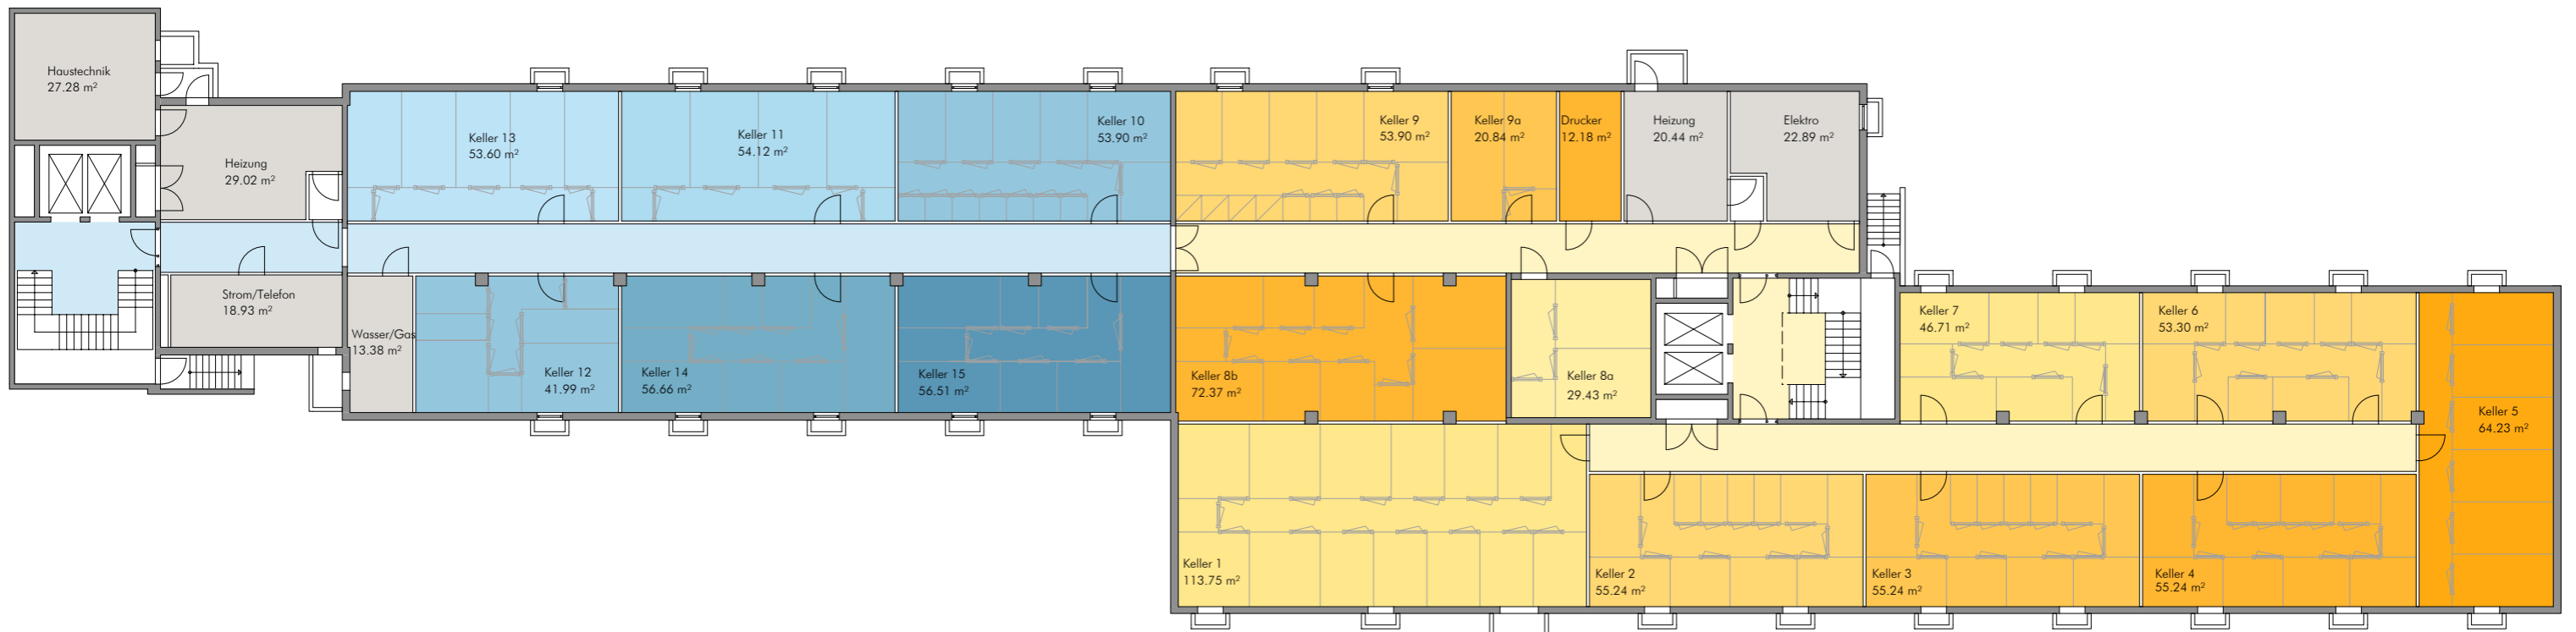 Haustechnik
27.28 m²
Heizung
29.02 m²
Strom/Telefon
18.93 m²
Wasser/Gas
13.38 m²
Keller 13
53.60 m²
Keller 11
54.12 m²
Keller 10
53.90 m²
Keller 12
41.99 m²
Keller 14
56.66 m²
Keller 15
56.51 m²
Keller 9
53.90 m²
Keller 9a
20.84 m²
Drucker
12.18 m²
Heizung
20.44 m²
Elektro
22.89 m²
Keller 8b
72.37 m²
Keller 8a
29.43 m²
Keller 7
46.71 m²
Keller 6
53.30 m²
Keller 5
64.23 m²
Keller 1
113.75 m²
Keller 2
55.24 m²
Keller 3
55.24 m²
Keller 4
55.24 m²